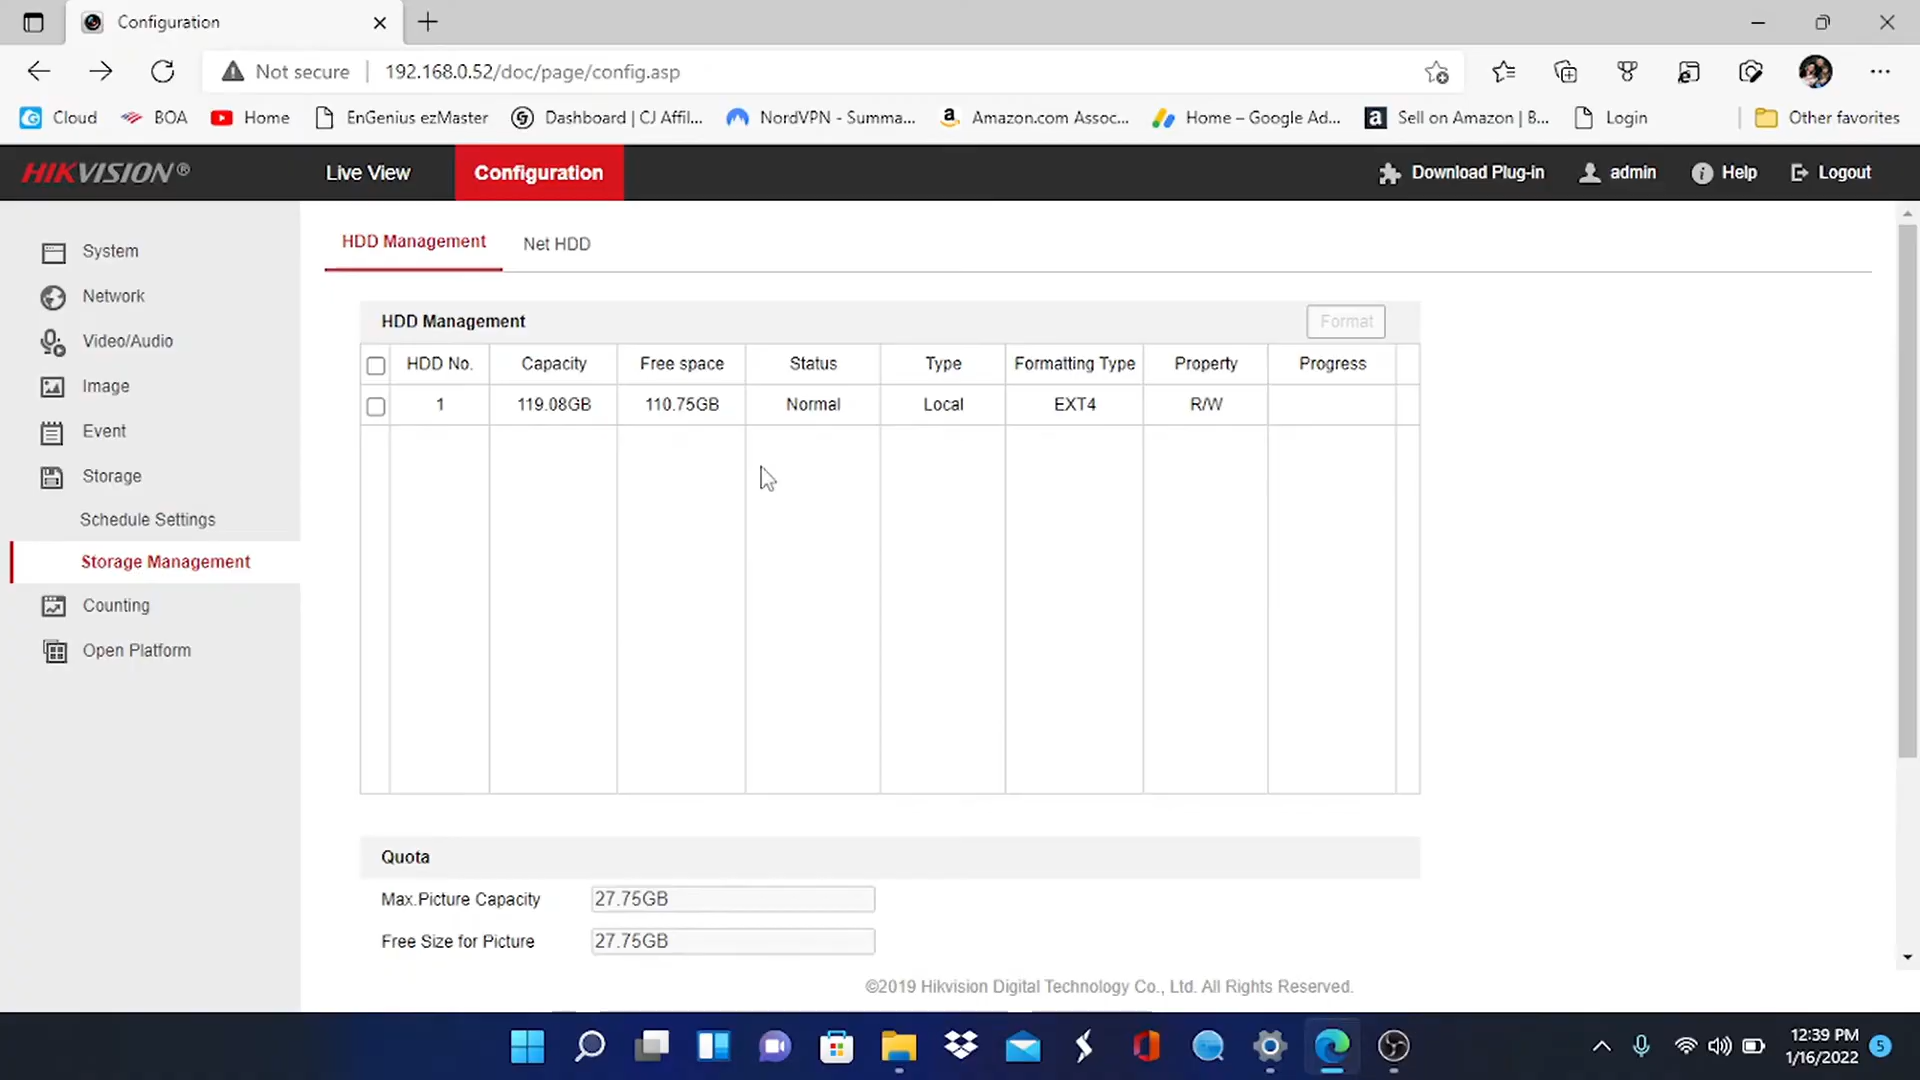 Configuration
Not secure 192.168.0.52/doc/page/config.asp
Cloud BOA Home EnGenius ezMaster Dashboard | CJ Affil... NordVPN - Summa... Amazon.com Assoc... Home – Google Ad... Sell on Amazon | B... Login Other favorites
HIKVISION® Live View Configuration Download Plug-in admin Help Logout
System
Network
Video/Audio
Image
Event
Storage
Schedule Settings
Storage Management
Counting
Open Platform
HDD Management Net HDD
HDD Management Format
HDD No. Capacity Free space Status Type Formatting Type Property Progress
1 119.08GB 110.75GB Normal Local EXT4 R/W
Quota
Max.Picture Capacity 27.75GB
Free Size for Picture 27.75GB
©2019 Hikvision Digital Technology Co., Ltd. All Rights Reserved.
12:39 PM
1/16/2022 5